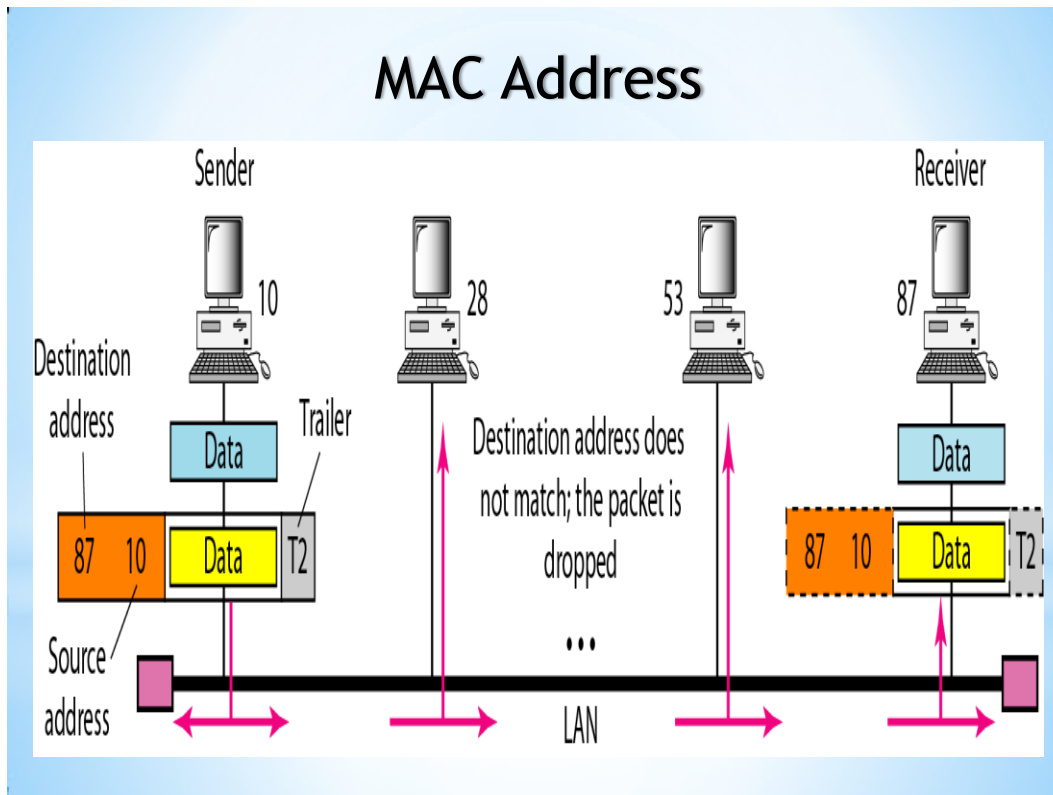 MAC Address
Sender
Receiver
10
28
53
87
Destination
address
Trailer
Data
Destination address does
not match; the packet is
dropped
Data
87 10
Data
T2
87 10
Data
T2
...
Source
address
LAN